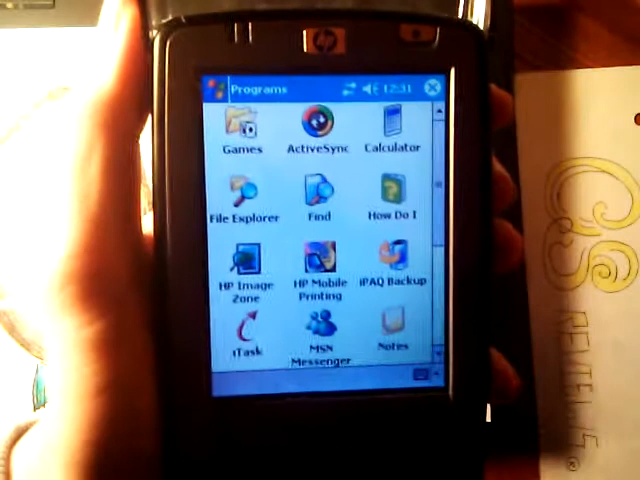 hp
Programs 12:31
Games ActiveSync Calculator
File Explorer Find How Do I
HP Image Zone HP Mobile Printing iPAQ Backup
iTask MSN Messenger Notes